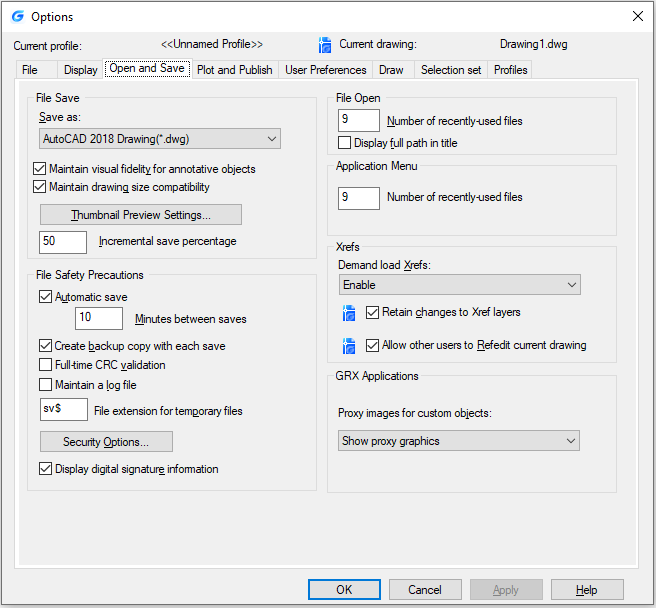 Options
Current profile: <<Unnamed Profile>> Current drawing: Drawing1.dwg
File Display Open and Save Plot and Publish User Preferences Draw Selection set Profiles
File Save
Save as:
AutoCAD 2018 Drawing(*.dwg)
Maintain visual fidelity for annotative objects
Maintain drawing size compatibility
Thumbnail Preview Settings...
50 Incremental save percentage
File Safety Precautions
Automatic save
10 Minutes between saves
Create backup copy with each save
Full-time CRC validation
Maintain a log file
sv$ File extension for temporary files
Security Options...
Display digital signature information
File Open
9 Number of recently-used files
Display full path in title
Application Menu
9 Number of recently-used files
Xrefs
Demand load Xrefs:
Enable
Retain changes to Xref layers
Allow other users to Refedit current drawing
GRX Applications
Proxy images for custom objects:
Show proxy graphics
OK Cancel Apply Help